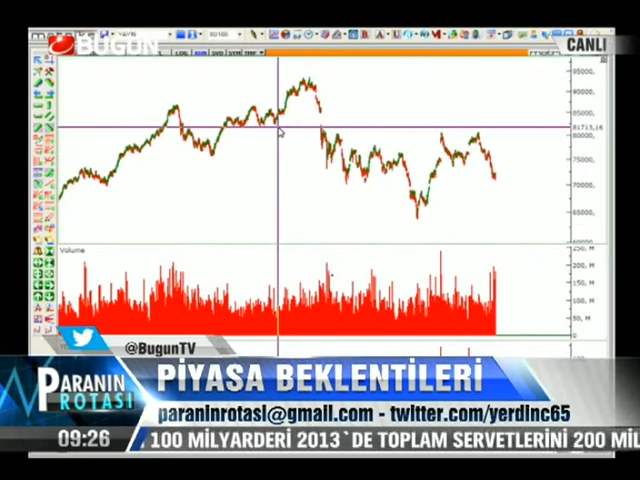 BUGÜN
CANLI
95000,
90000,
85000,
81713,16
80000,
75000,
70000,
65000,
60000
Volume
250, M
200, M
150, M
100, M
50, M
0, M
@BugunTV
PARANIN
ROTASI
PİYASA BEKLENTİLERİ
paraninrotasi@gmail.com - twitter.com/yerdinc65
09:26
100 MİLYARDERİ 2013`DE TOPLAM SERVETLERİNİ 200 MİL